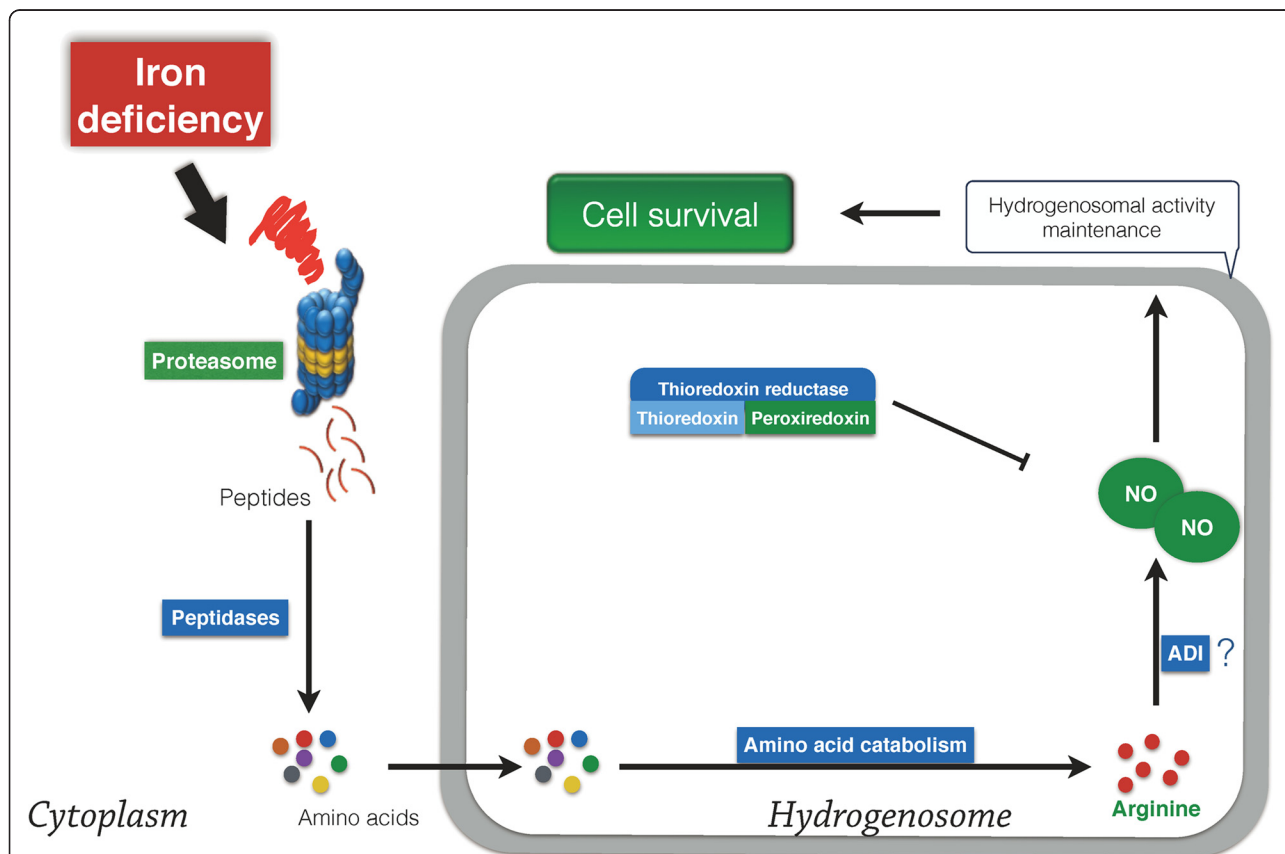 Iron
deficiency
Cell survival
Hydrogenosomal activity
maintenance
Proteasome
Thioredoxin reductase
Thioredoxin Peroxiredoxin
Peptides
NO
NO
Peptidases
ADI ?
Amino acid catabolism
Amino acids
Arginine
Cytoplasm
Hydrogenosome